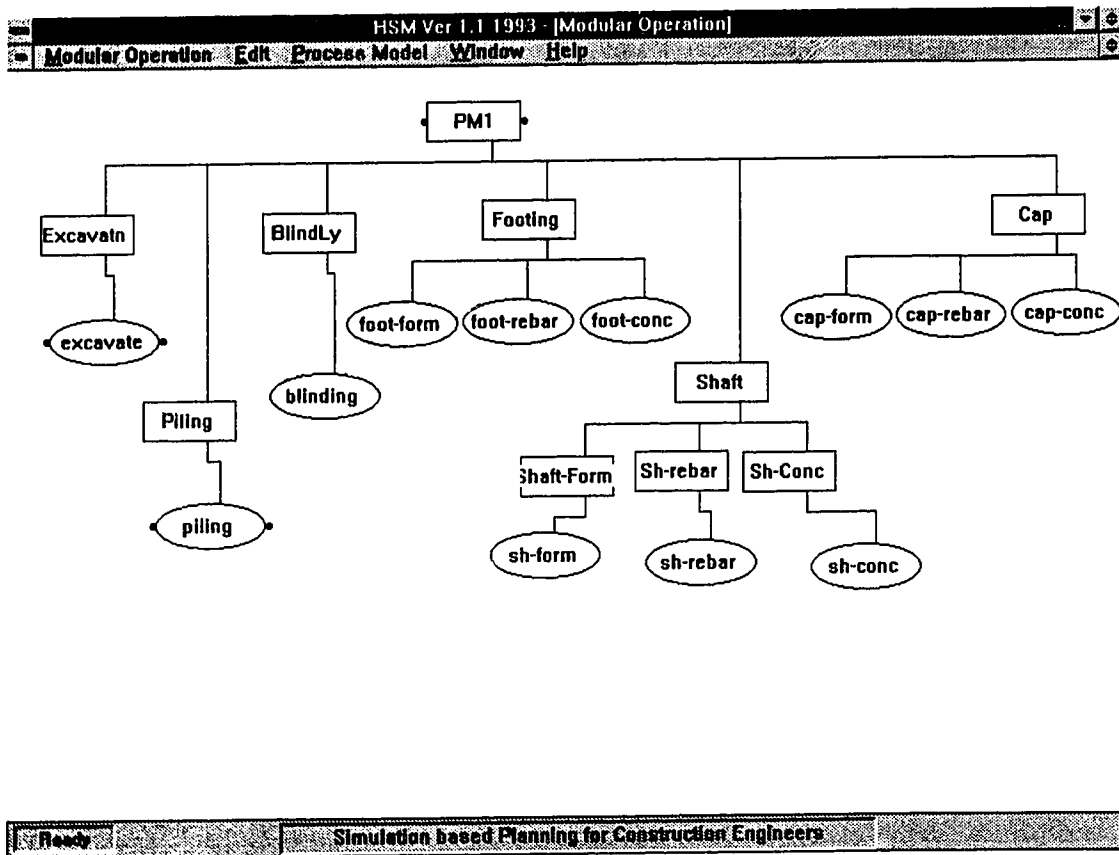 HSM Ver 1.1 1993 - [Modular Operation]
Modular Operation Edit Process Model Window Help
PM1
Excavatn
BlindLy
Footing
Cap
foot-form
foot-rebar
foot-conc
cap-form
cap-rebar
cap-conc
excavate
blinding
Shaft
Piling
Shaft-Form
Sh-rebar
Sh-Conc
piling
sh-form
sh-rebar
sh-conc
Ready
Simulation based Planning for Construction Engineers